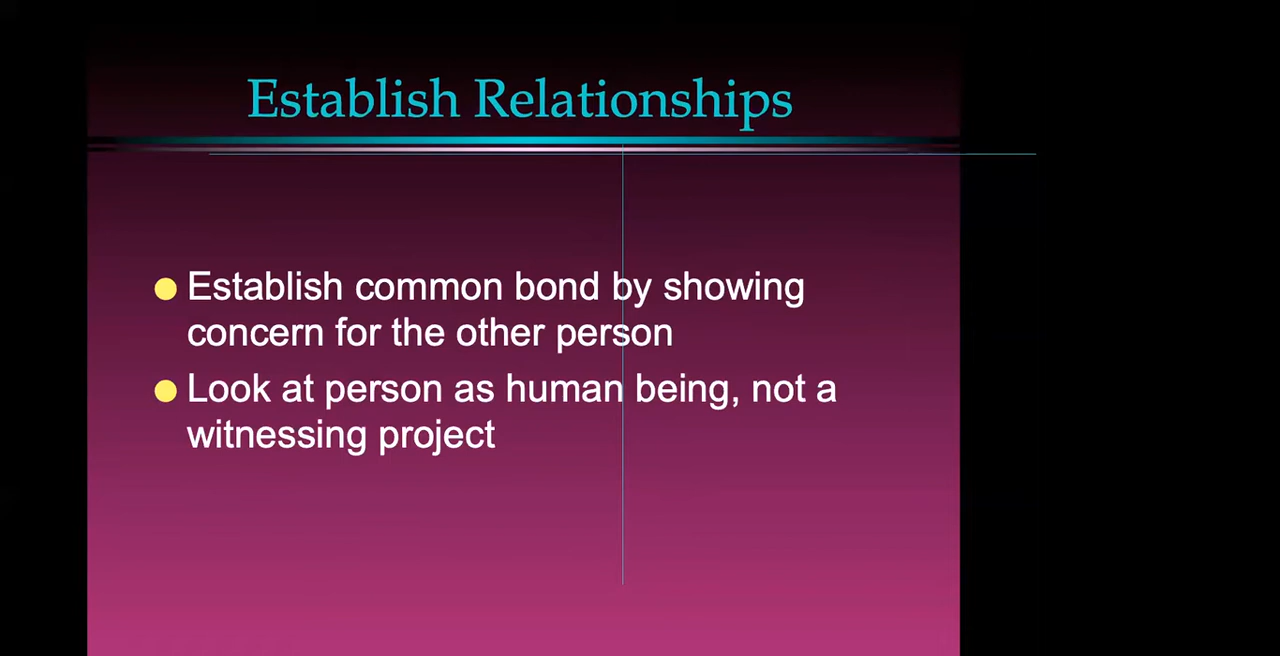 Establish Relationships
Establish common bond by showing
concern for the other person
Look at person as human being, not a
witnessing project